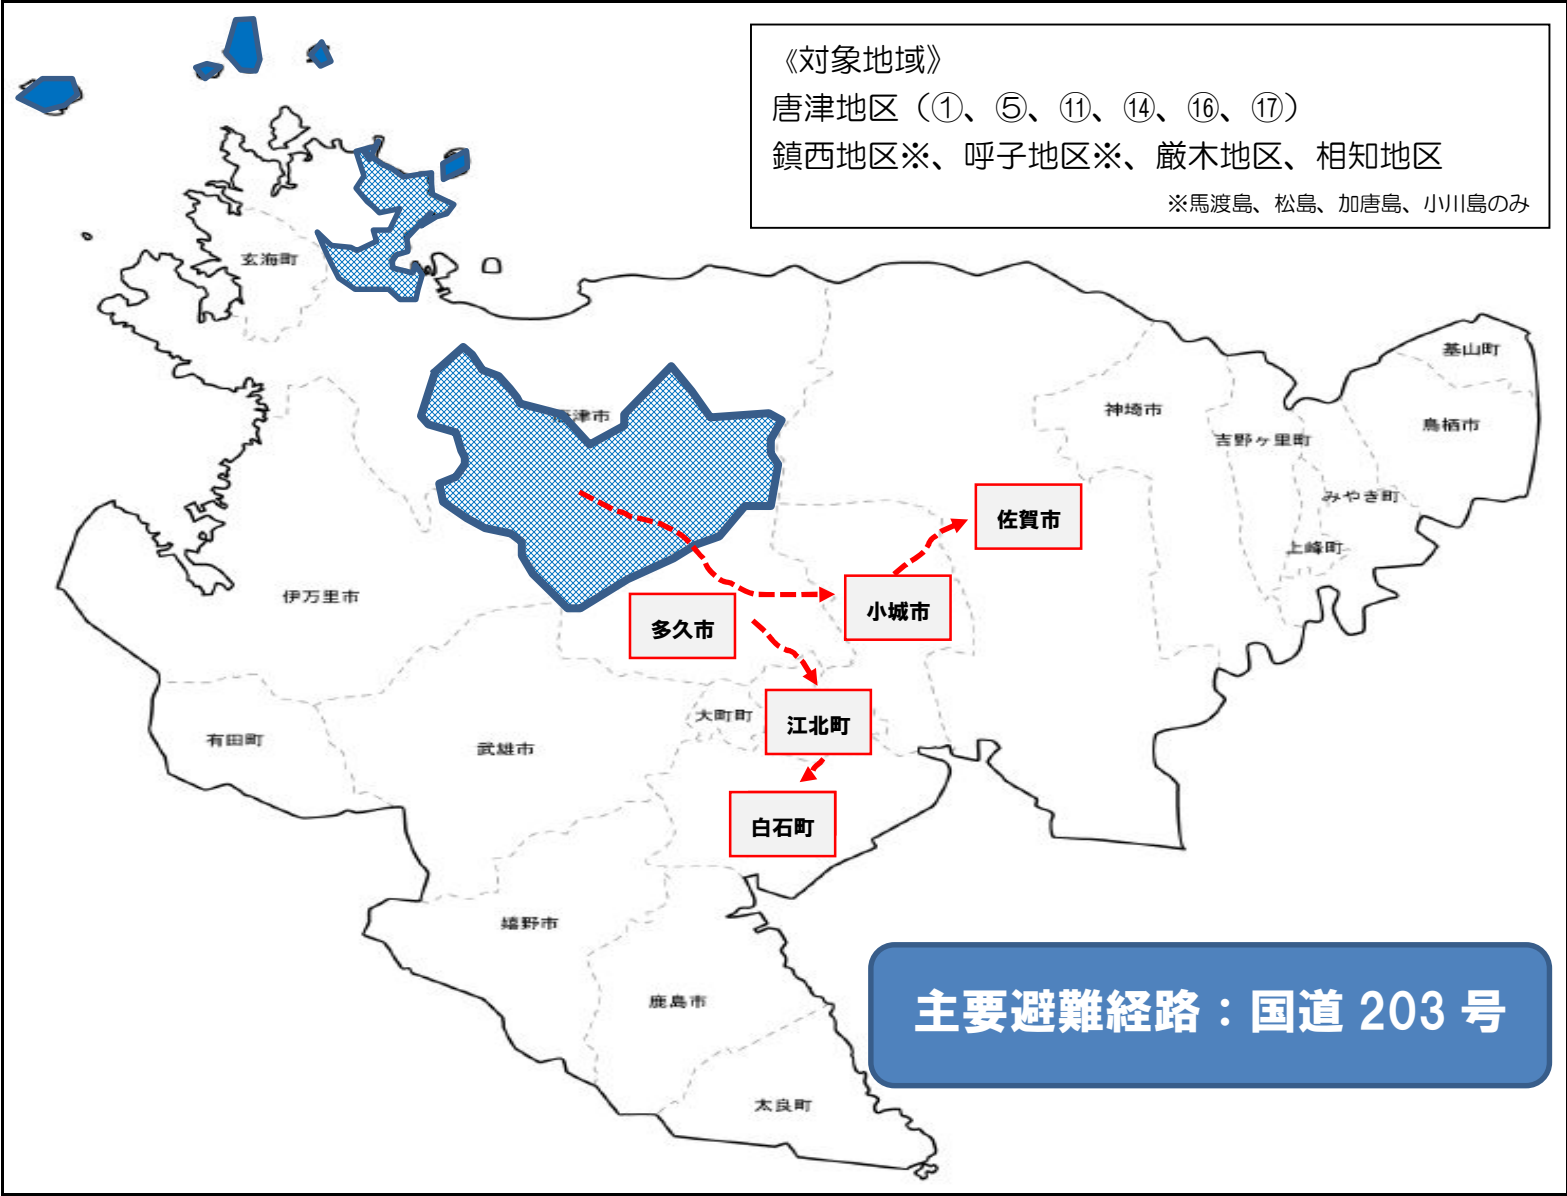 《対象地域》
唐津地区（①、⑤、⑪、⑭、⑯、⑰）
鎮西地区※、呼子地区※、厳木地区、相知地区
※馬渡島、松島、加唐島、小川島のみ
玄海町
基山町
津市
神埼市
鳥栖市
吉野ヶ里町
みやき町
佐賀市
上峰町
伊万里市
小城市
多久市
大町町
江北町
有田町
武雄市
白石町
嬉野市
鹿島市
主要避難経路：国道 203 号
太良町